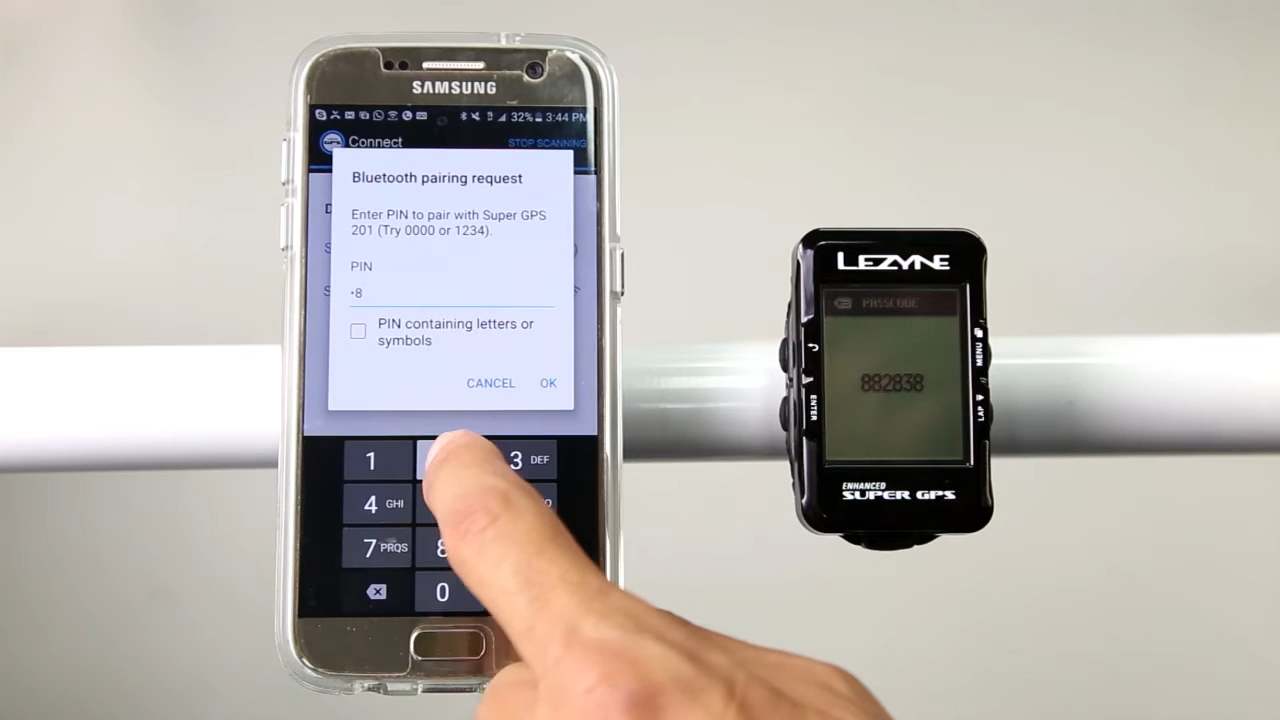 SAMSUNG
32% 3:44 PM
Connect
STOP SCANNING
Bluetooth pairing request
Enter PIN to pair with Super GPS
201 (Try 0000 or 1234).
PIN
·8
PIN containing letters or
symbols
CANCEL OK
1
3 DEF
4 GHI
7 PRQS 8
0
LEZYNE
PASSCODE
882838
MENU
ENTER
LAP
ENHANCED
SUPER GPS